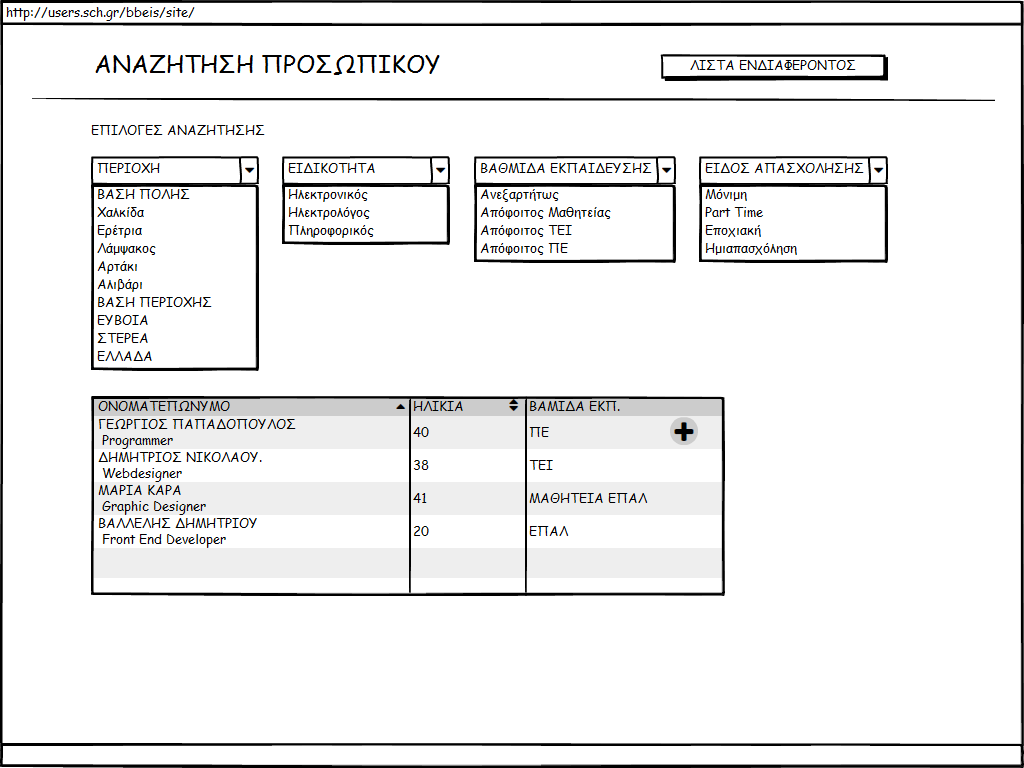 http://users.sch.gr/bbeis/site/
ΑΝΑΖΗΤΗΣΗ ΠΡΟΣΩΠΙΚΟΥ
ΛΙΣΤΑ ΕΝΔΙΑΦΕΡΟΝΤΟΣ
ΕΠΙΛΟΓΕΣ ΑΝΑΖΗΤΗΣΗΣ
ΠΕΡΙΟΧΗ
ΒΑΣΗ ΠΟΛΗΣ
Χαλκίδα
Ερέτρια
Λάμψακος
Αρτάκι
Αλιβάρι
ΒΑΣΗ ΠΕΡΙΟΧΗΣ
ΕΥΒΟΙΑ
ΣΤΕΡΕΑ
ΕΛΛΑΔΑ
ΕΙΔΙΚΟΤΗΤΑ
Ηλεκτρονικός
Ηλεκτρολόγος
Πληροφορικός
ΒΑΘΜΙΔΑ ΕΚΠΑΙΔΕΥΣΗΣ
Ανεξαρτήτως
Απόφοιτος Μαθητείας
Απόφοιτος ΤΕΙ
Απόφοιτος ΠΕ
ΕΙΔΟΣ ΑΠΑΣΧΟΛΗΣΗΣ
Μόνιμη
Part Time
Εποχιακή
Ημιαπασχόληση
ΟΝΟΜΑΤΕΠΩΝΥΜΟ ΗΛΙΚΙΑ ΒΑΜΙΔΑ ΕΚΠ.
ΓΕΩΡΓΙΟΣ ΠΑΠΑΔΟΠΟΥΛΟΣ
Programmer
40 ΠΕ
ΔΗΜΗΤΡΙΟΣ ΝΙΚΟΛΑΟΥ.
Webdesigner
38 ΤΕΙ
ΜΑΡΙΑ ΚΑΡΑ
Graphic Designer
41 ΜΑΘΗΤΕΙΑ ΕΠΑΛ
ΒΑΛΛΕΛΗΣ ΔΗΜΗΤΡΙΟΥ
Front End Developer
20 ΕΠΑΛ